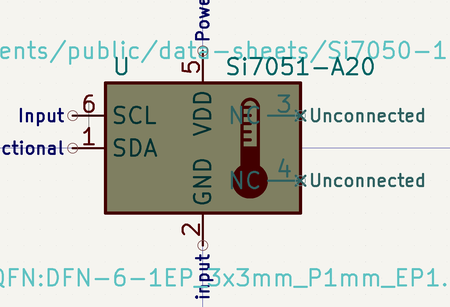 Powe
ents/public/data-sheets/Si7050-1
U Si7051-A20
5
Input 6 SCL VDD NC 3 Unconnected
ctional 1 SDA
GND NC 4 Unconnected
2
input
QFN:DFN-6-1EP_3x3mm_P1mm_EP1.